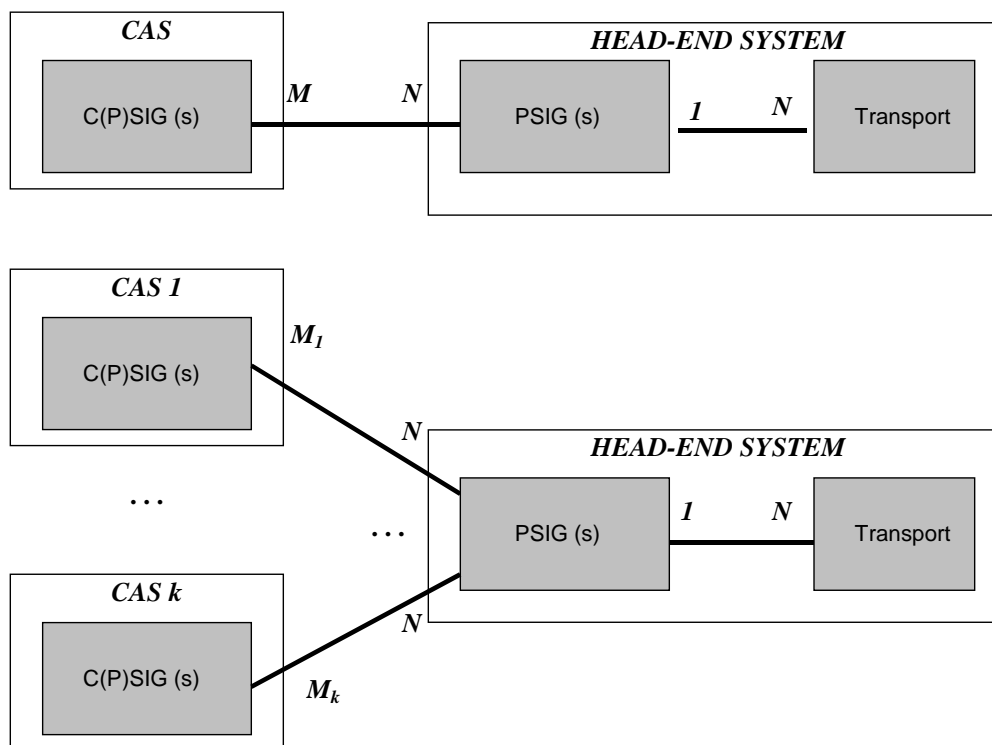 CAS
C(P)SIG (s)
M
N
HEAD-END SYSTEM
PSIG (s)
1
N
Transport
CAS 1
C(P)SIG (s)
M1
N
HEAD-END SYSTEM
PSIG (s)
1
N
Transport
...
...
CAS k
C(P)SIG (s)
N
Mk